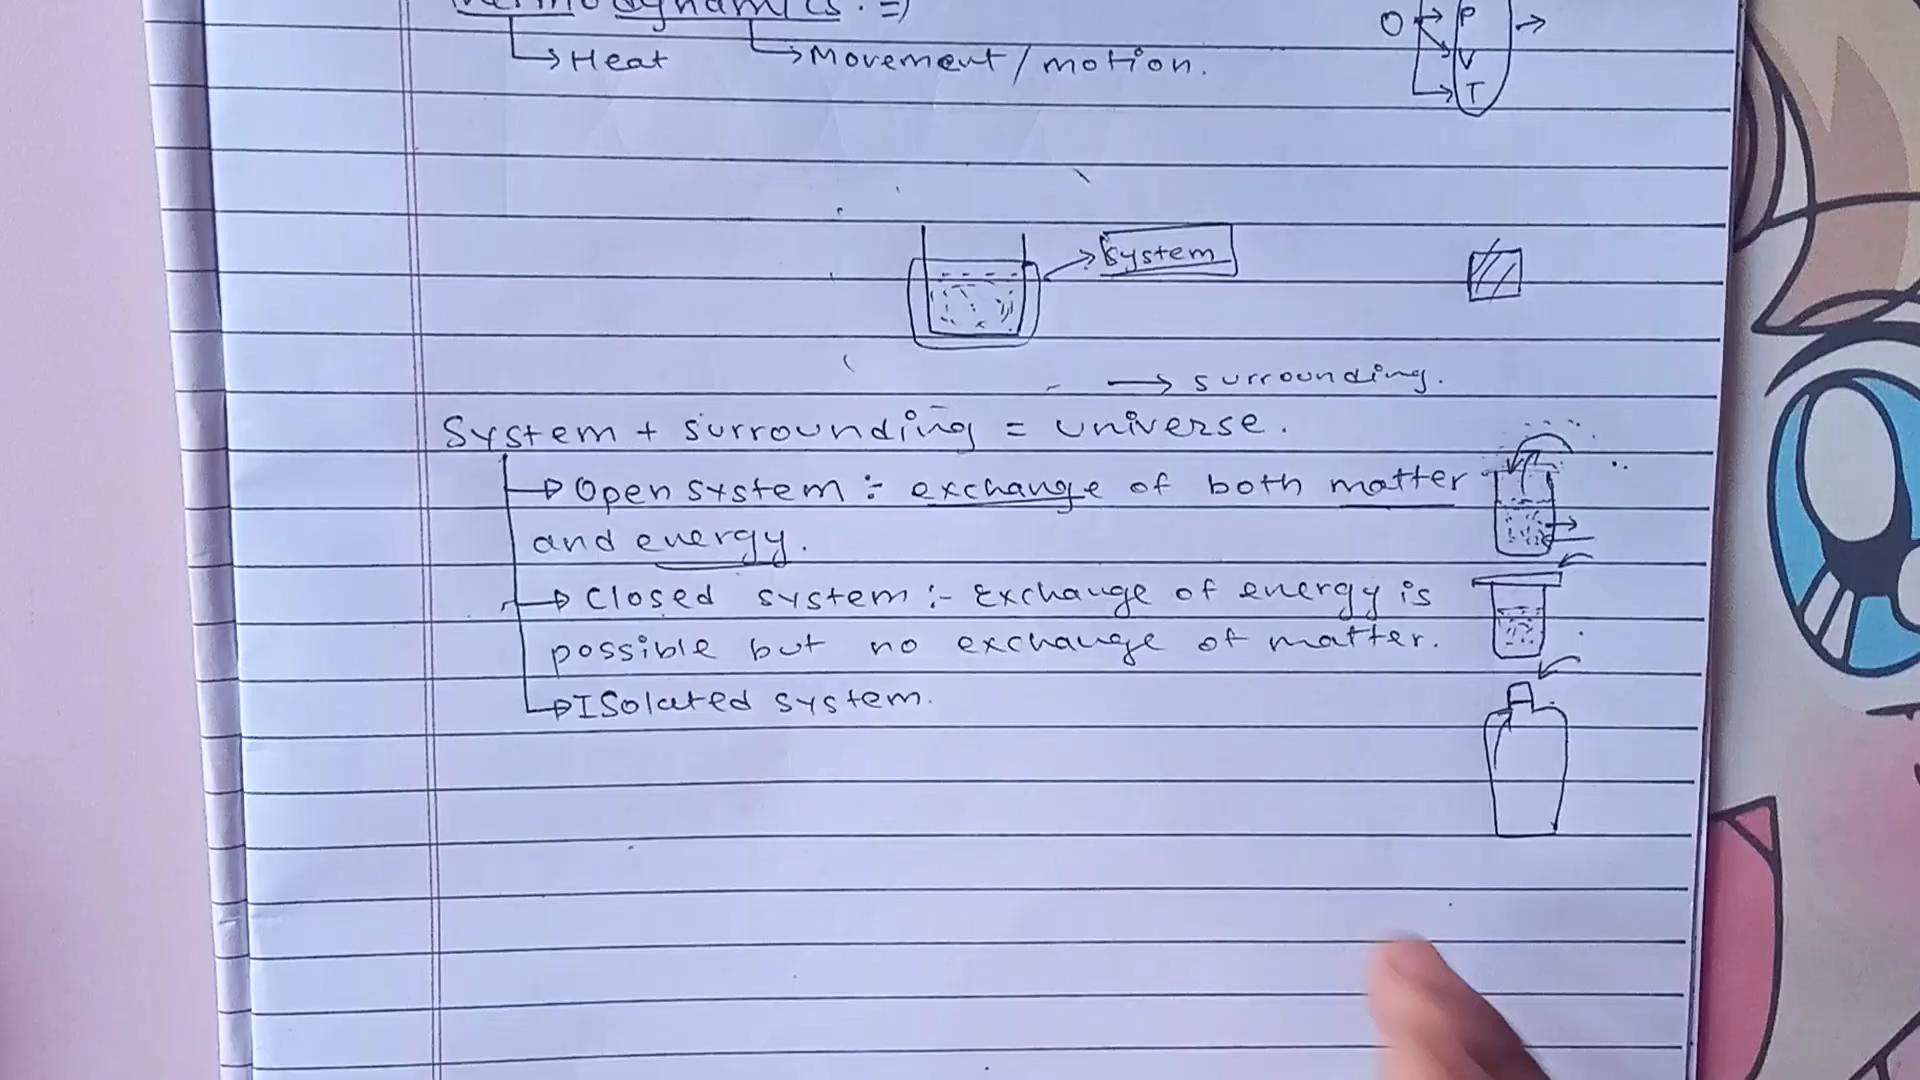 Thermodynamics. =>
O P
V
T
Heat Movement/motion.
System
surrounding.
System + surrounding = universe.
Open system :- exchange of both matter
and energy.
Closed system :- Exchange of energy is
possible but no exchange of matter.
ISolated system.